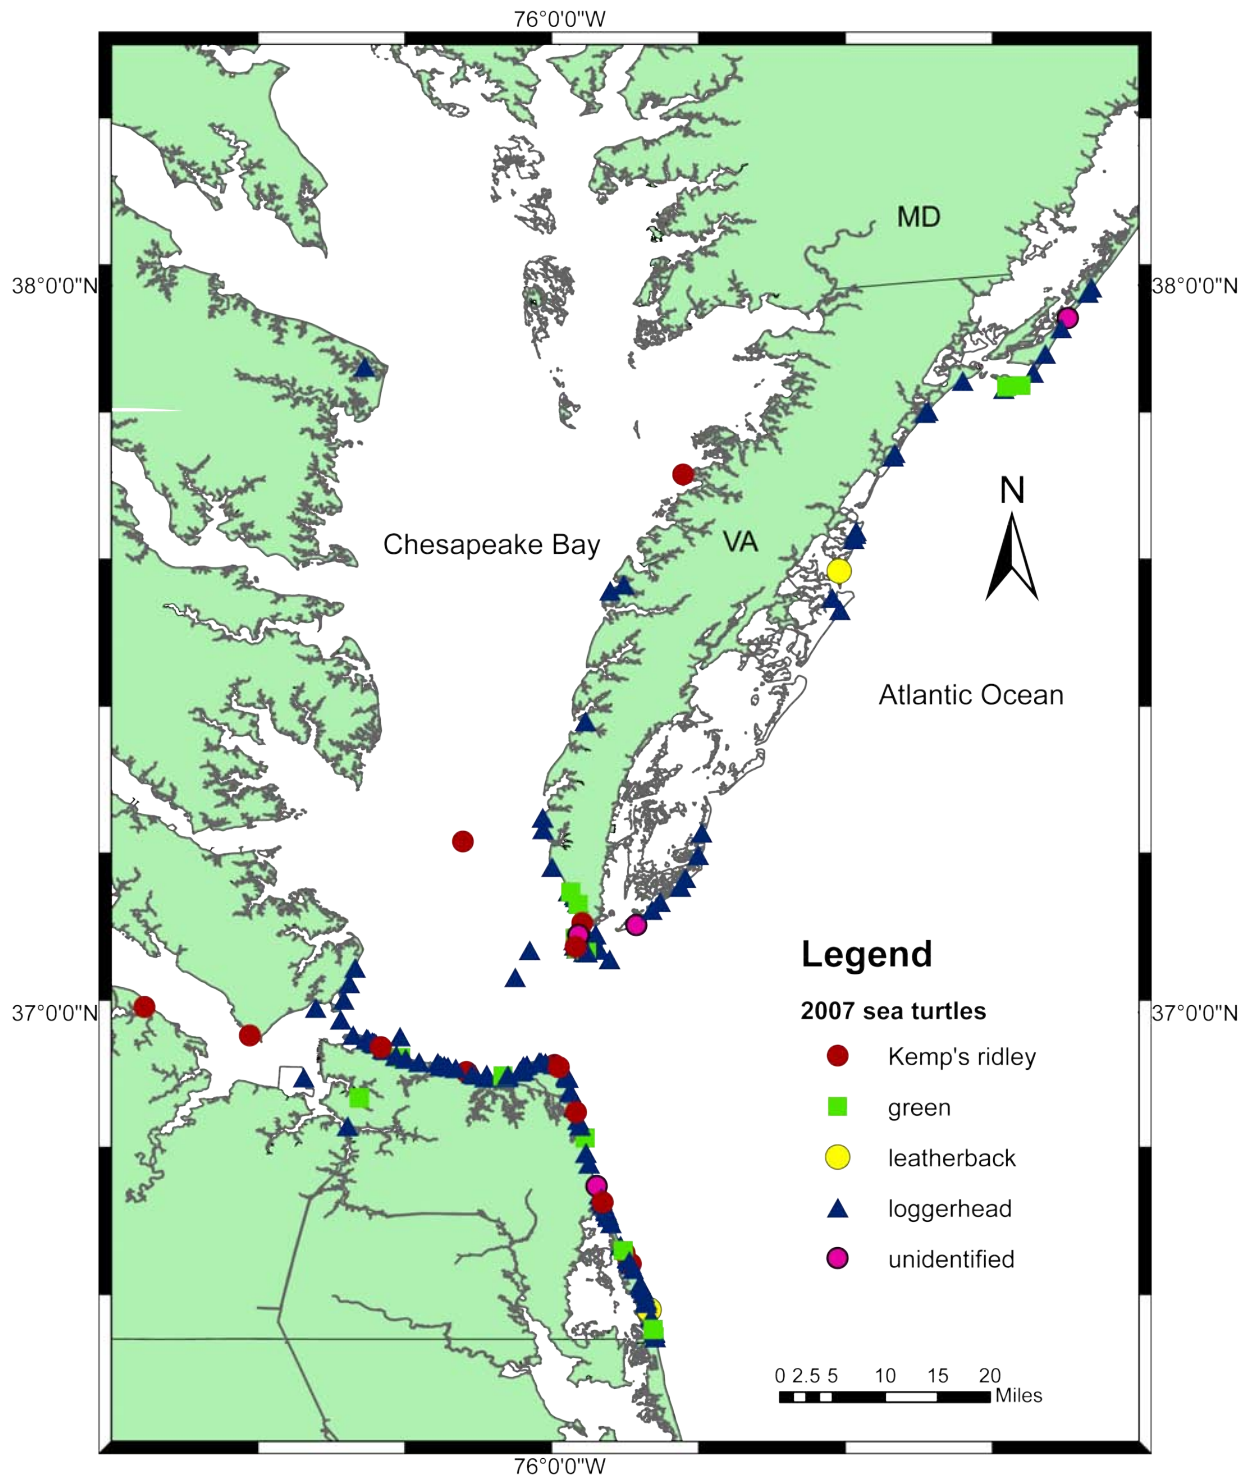 76°0'0"W
MD
38°0'0"N
38°0'0"N
N
Chesapeake Bay
VA
Atlantic Ocean
Legend
37°0'0"N
37°0'0"N
2007 sea turtles
Kemp's ridley
green
leatherback
loggerhead
unidentified
0 2.5 5 10 15 20
Miles
76°0'0"W